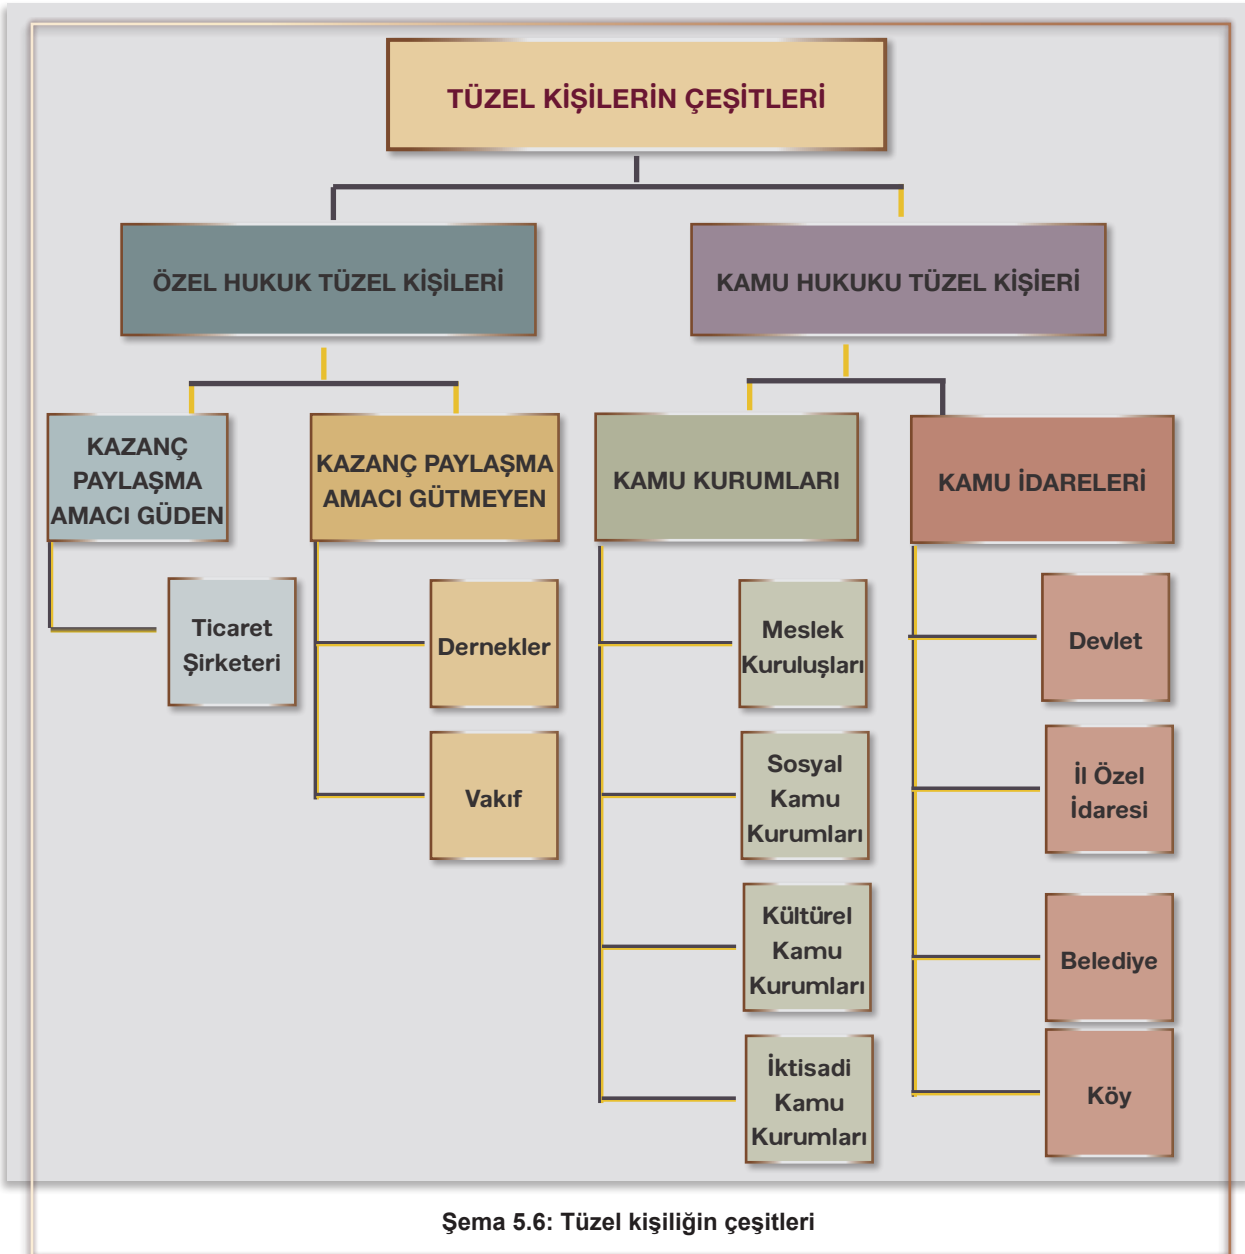 TÜZEL KİŞİLERİN ÇEŞİTLERİ
ÖZEL HUKUK TÜZEL KİŞİLERİ
KAMU HUKUKU TÜZEL KİŞİERİ
KAZANÇ
PAYLAŞMA
AMACI GÜDEN
KAZANÇ PAYLAŞMA
AMACI GÜTMEYEN
KAMU KURUMLARI
KAMU İDARELERİ
Ticaret
Şirketeri
Dernekler
Vakıf
Meslek
Kuruluşları
Sosyal
Kamu
Kurumları
Kültürel
Kamu
Kurumları
İktisadi
Kamu
Kurumları
Devlet
İl Özel
İdaresi
Belediye
Köy
Şema 5.6: Tüzel kişiliğin çeşitleri